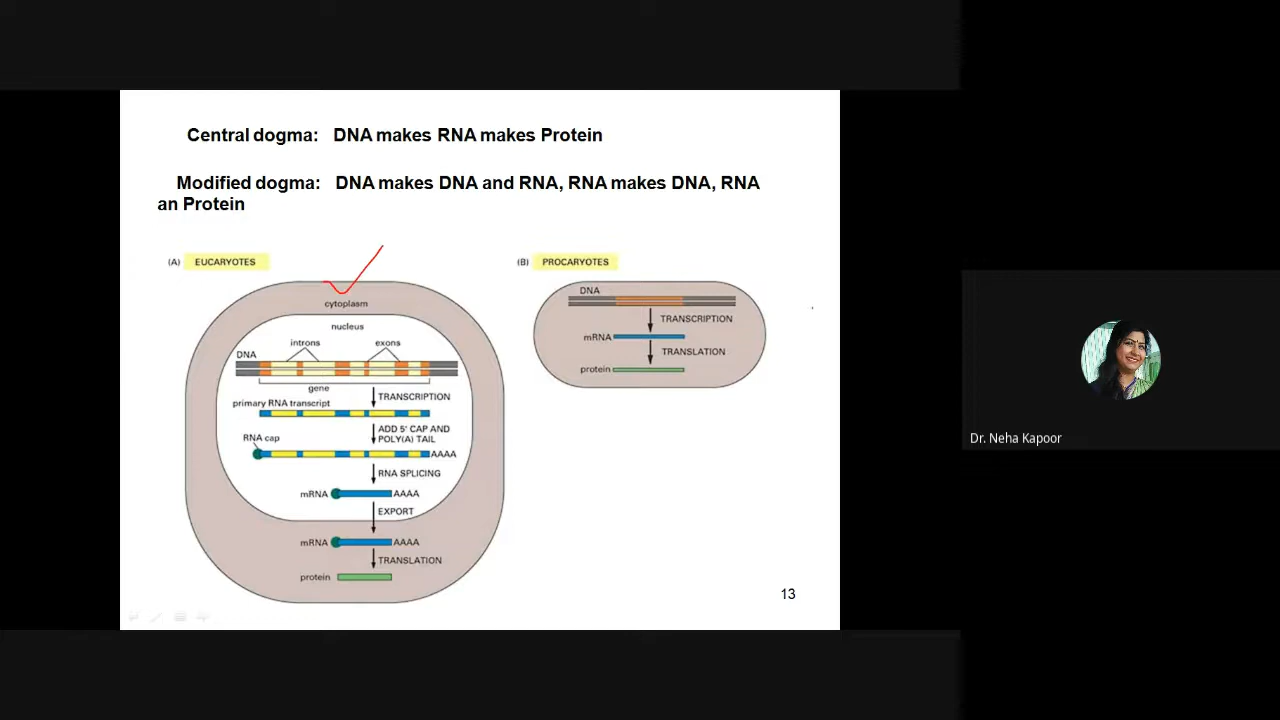 Central dogma: DNA makes RNA makes Protein
Modified dogma: DNA makes DNA and RNA, RNA makes DNA, RNA
an Protein
(A) EUCARYOTES
cytoplasm
nucleus
introns exons
DNA
gene
TRANSCRIPTION
primary RNA transcript
ADD 5' CAP AND
POLY(A) TAIL
RNA cap
AAAA
RNA SPLICING
mRNA AAAA
EXPORT
mRNA AAAA
TRANSLATION
protein
(B) PROCARYOTES
DNA
TRANSCRIPTION
mRNA
TRANSLATION
protein
13
Dr. Neha Kapoor